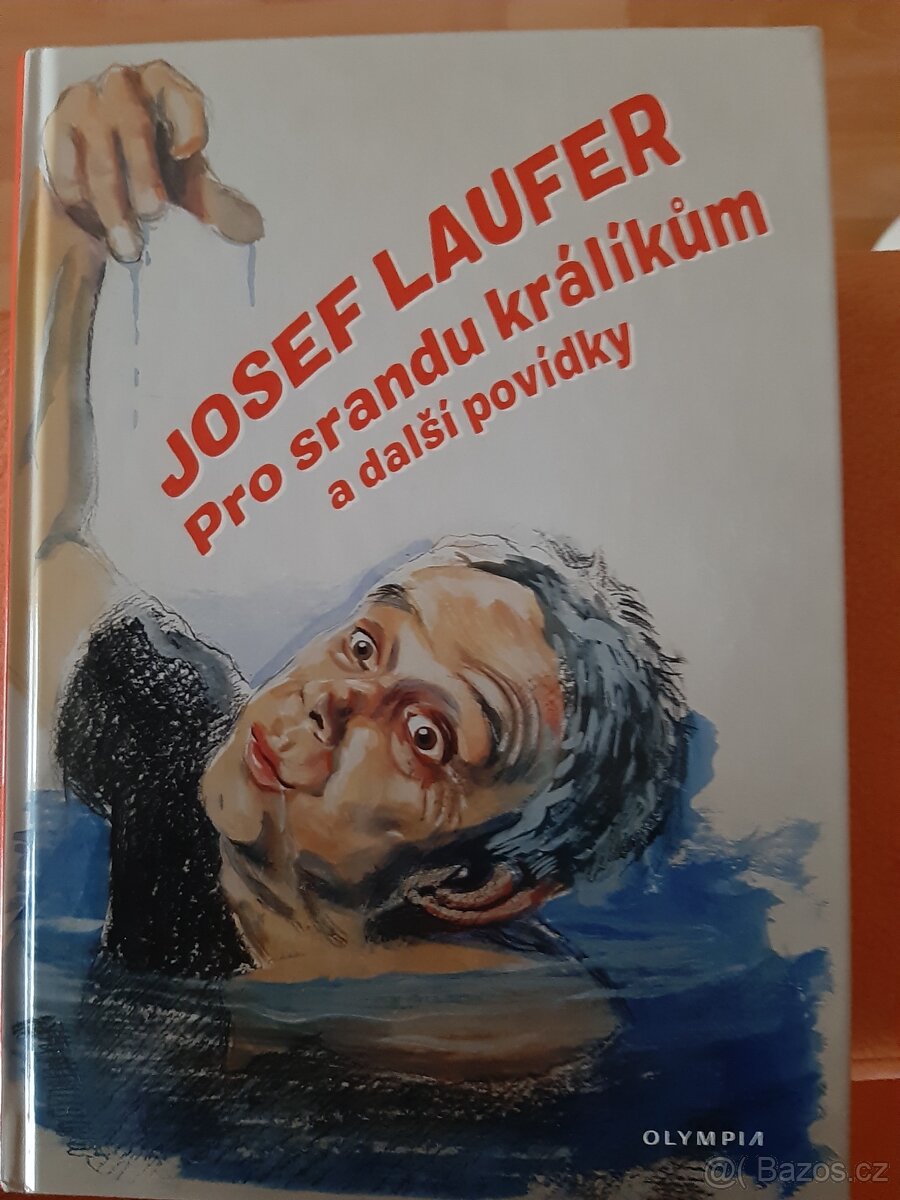 JOSEF LAUFER
Pro srandu králíkům
a další povídky
OLYMPIA
@( Bazos.cz